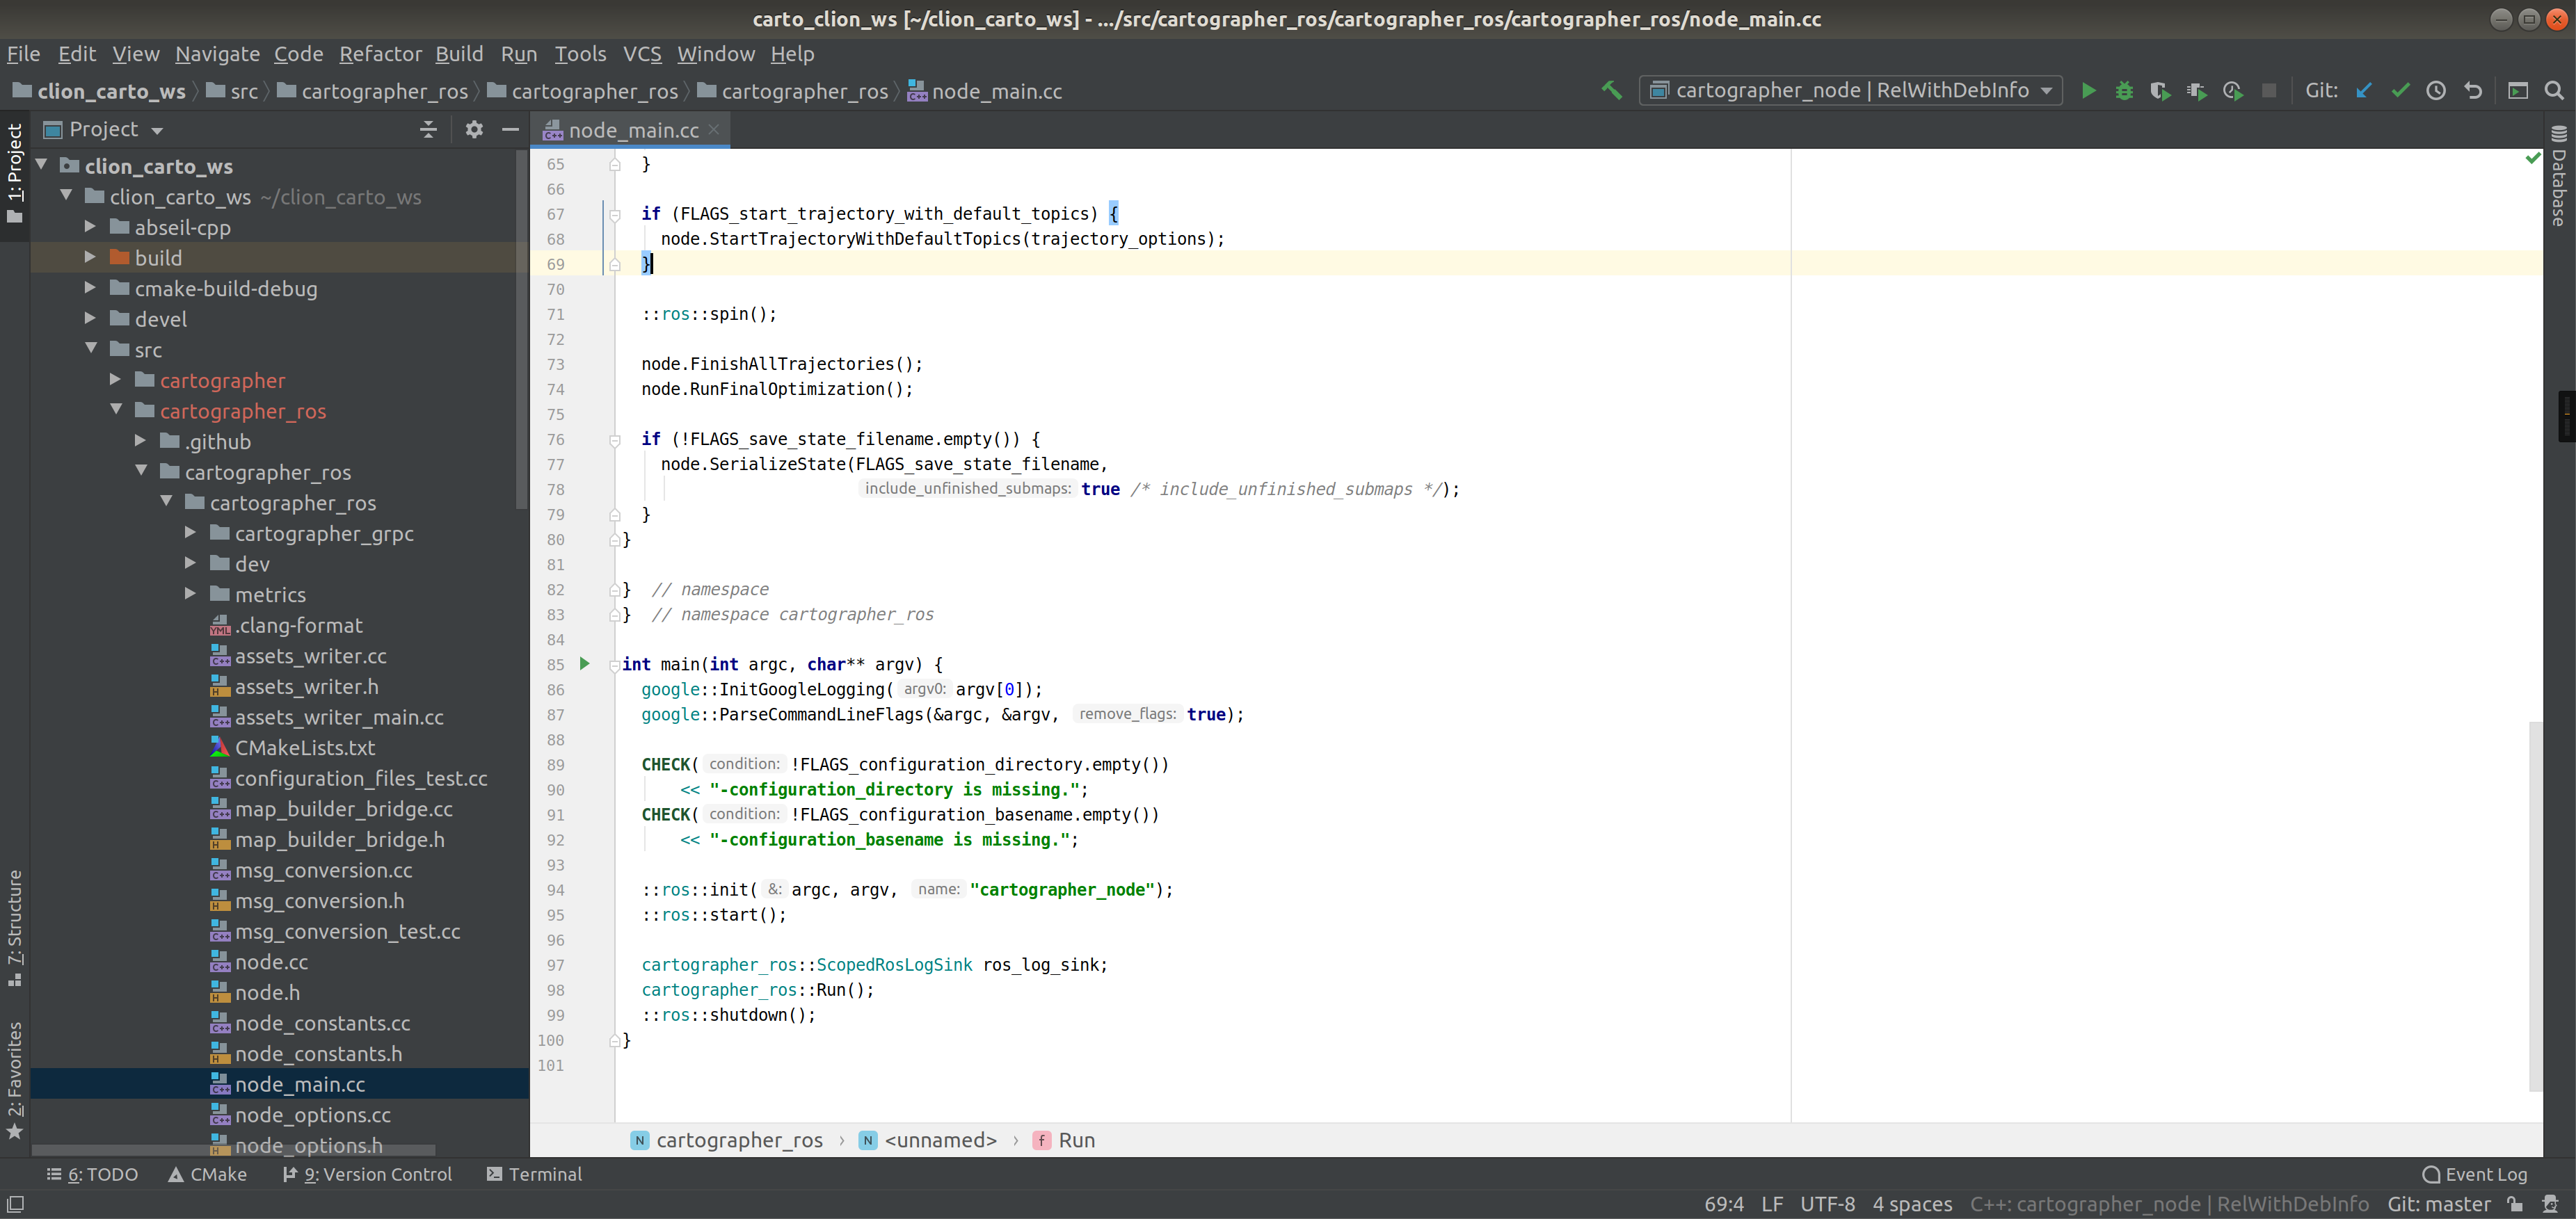 carto_clion_ws [~/clion_carto_ws] - .../src/cartographer_ros/cartographer_ros/cartographer_ros/node_main.cc
File Edit View Navigate Code Refactor Build Run Tools VCS Window Help
clion_carto_ws src cartographer_ros cartographer_ros cartographer_ros node_main.cc
cartographer_node | RelWithDebInfo Git:
1: Project
7: Structure
2: Favorites
Project
clion_carto_ws
clion_carto_ws ~/clion_carto_ws
abseil-cpp
build
cmake-build-debug
devel
src
cartographer
cartographer_ros
.github
cartographer_ros
cartographer_ros
cartographer_grpc
dev
metrics
.clang-format
assets_writer.cc
assets_writer.h
assets_writer_main.cc
CMakeLists.txt
configuration_files_test.cc
map_builder_bridge.cc
map_builder_bridge.h
msg_conversion.cc
msg_conversion.h
msg_conversion_test.cc
node.cc
node.h
node_constants.cc
node_constants.h
node_main.cc
node_options.cc
node_options.h
node_main.cc
65 }
66
67 if (FLAGS_start_trajectory_with_default_topics) {
68 node.StartTrajectoryWithDefaultTopics(trajectory_options);
69 }
70
71 ::ros::spin();
72
73 node.FinishAllTrajectories();
74 node.RunFinalOptimization();
75
76 if (!FLAGS_save_state_filename.empty()) {
77 node.SerializeState(FLAGS_save_state_filename,
78 include_unfinished_submaps: true /* include_unfinished_submaps */);
79 }
80 }
81
82 } // namespace
83 } // namespace cartographer_ros
84
85 int main(int argc, char** argv) {
86 google::InitGoogleLogging( argv0: argv[0]);
87 google::ParseCommandLineFlags(&argc, &argv, remove_flags: true);
88
89 CHECK( condition: !FLAGS_configuration_directory.empty())
90 << "-configuration_directory is missing.";
91 CHECK( condition: !FLAGS_configuration_basename.empty())
92 << "-configuration_basename is missing.";
93
94 ::ros::init( &: argc, argv, name: "cartographer_node");
95 ::ros::start();
96
97 cartographer_ros::ScopedRosLogSink ros_log_sink;
98 cartographer_ros::Run();
99 ::ros::shutdown();
100 }
101
cartographer_ros › <unnamed> › Run
Database
6: TODO CMake 9: Version Control Terminal Event Log
69:4 LF UTF-8 4 spaces C++: cartographer_node | RelWithDebInfo Git: master